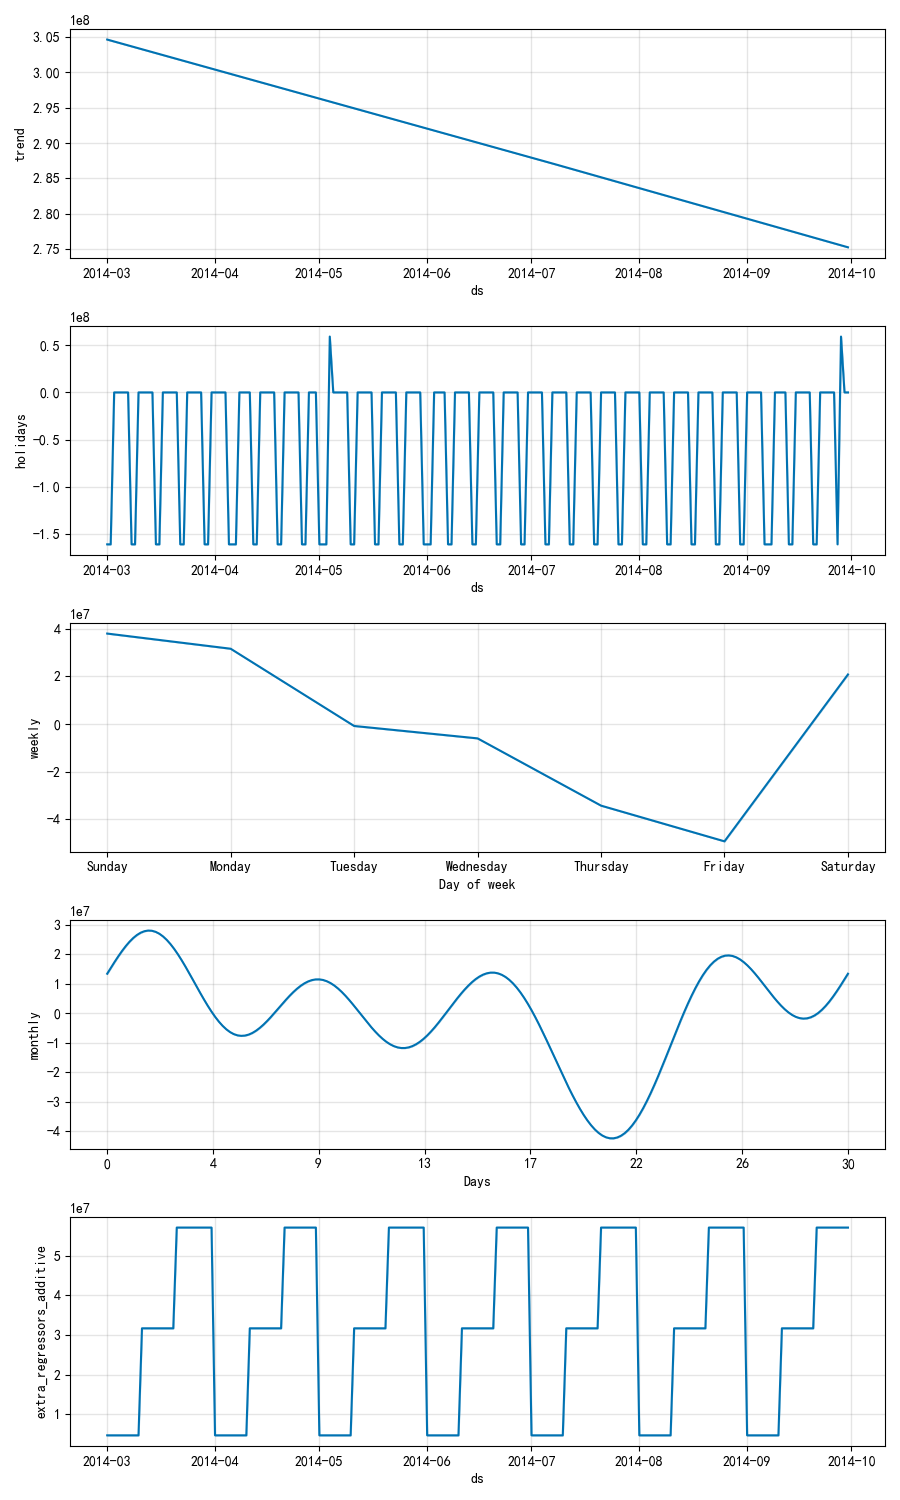 1e8
3.05
3.00
2.95
2.90
2.85
2.80
2.75
trend
2014-03 2014-04 2014-05 2014-06 2014-07 2014-08 2014-09 2014-10
ds
1e8
0.5
0.0
-0.5
-1.0
-1.5
holidays
2014-03 2014-04 2014-05 2014-06 2014-07 2014-08 2014-09 2014-10
ds
1e7
4
2
0
-2
-4
weekly
Sunday Monday Tuesday Wednesday Thursday Friday Saturday
Day of week
1e7
3
2
1
0
-1
-2
-3
-4
monthly
0 4 9 13 17 22 26 30
Days
1e7
5
4
3
2
1
extra_regressors_additive
2014-03 2014-04 2014-05 2014-06 2014-07 2014-08 2014-09 2014-10
ds